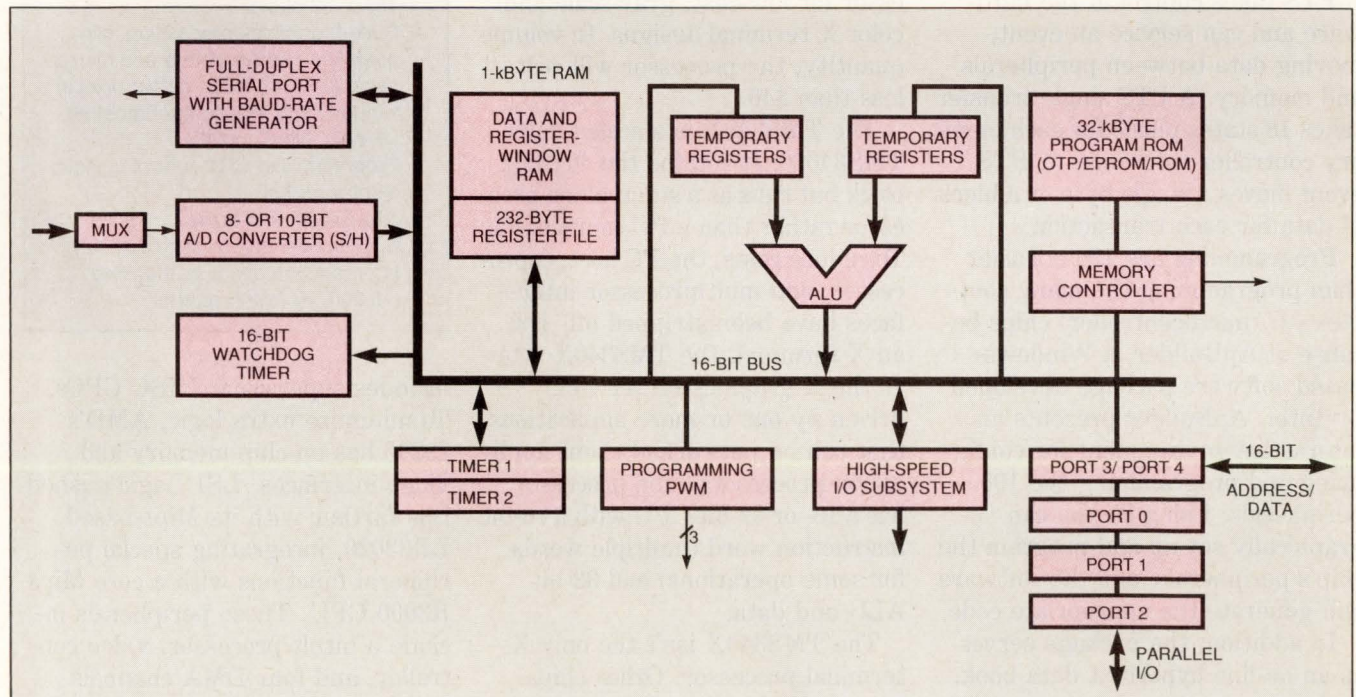 FULL-DUPLEX
SERIAL PORT
WITH BAUD-RATE
GENERATOR
MUX
8- OR 10-BIT
A/D CONVERTER (S/H)
16-BIT
WATCHDOG
TIMER
1-kBYTE RAM
DATA AND
REGISTER-
WINDOW
RAM
232-BYTE
REGISTER FILE
TEMPORARY
REGISTERS
TEMPORARY
REGISTERS
ALU
32-kBYTE
PROGRAM ROM
(OTP/EPROM/ROM)
MEMORY
CONTROLLER
16-BIT BUS
TIMER 1
TIMER 2
PROGRAMMING
PWM
3
HIGH-SPEED
I/O SUBSYSTEM
PORT 3/ PORT 4
PORT 0
PORT 1
PORT 2
16-BIT
ADDRESS/
DATA
PARALLEL
I/O